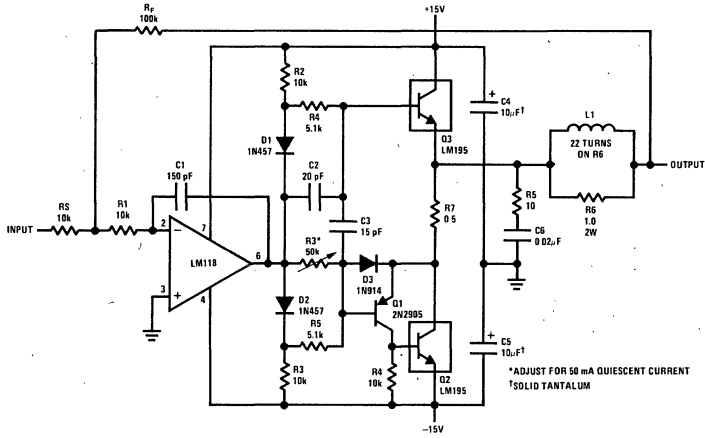 RF
100k
+15V
R2
10k
R4
5.1k
Q3
LM195
+
C4
10µF†
L1
22 TURNS
ON R6
D1
1N457
C1
150 pF
C2
20 pF
OUTPUT
RS
10k
R1
10k
R7
0 5
R5
10
R6
1.0
2W
C3
15 pF
INPUT
2
−
7
LM118
6
R3*
50k
C6
0 02µF
3
+
4
D3
1N914
D2
1N457
Q1
2N2905
R5
5.1k
+
C5
10µF†
R3
10k
R4
10k
Q2
LM195
*ADJUST FOR 50 mA QUIESCENT CURRENT
†SOLID TANTALUM
−15V